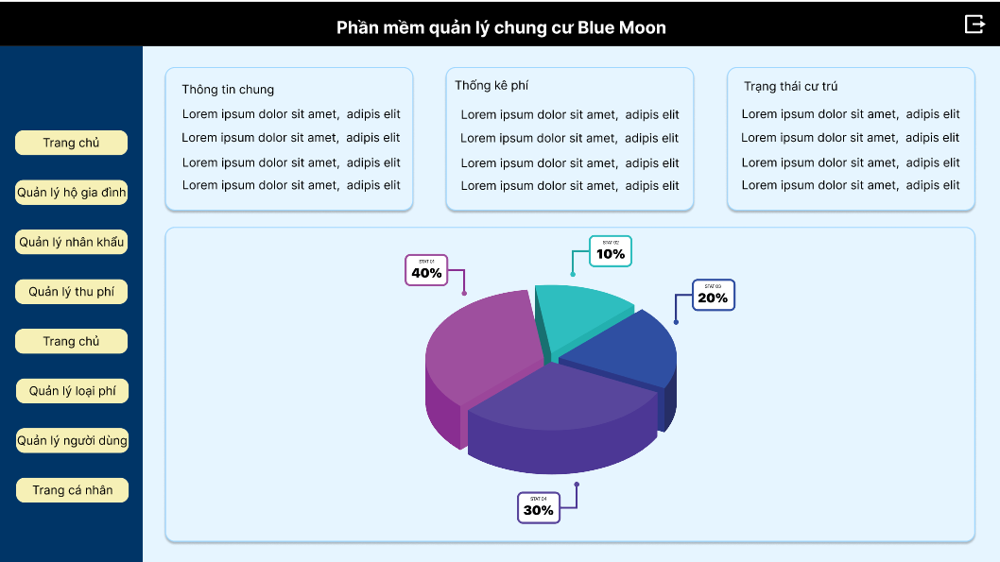 Phần mềm quản lý chung cư Blue Moon
Trang chủ
Quản lý hộ gia đình
Quản lý nhân khẩu
Quản lý thu phí
Trang chủ
Quản lý loại phí
Quản lý người dùng
Trang cá nhân
Thông tin chung
Lorem ipsum dolor sit amet, adipis elit
Lorem ipsum dolor sit amet, adipis elit
Lorem ipsum dolor sit amet, adipis elit
Lorem ipsum dolor sit amet, adipis elit
Thống kê phí
Lorem ipsum dolor sit amet, adipis elit
Lorem ipsum dolor sit amet, adipis elit
Lorem ipsum dolor sit amet, adipis elit
Lorem ipsum dolor sit amet, adipis elit
Trạng thái cư trú
Lorem ipsum dolor sit amet, adipis elit
Lorem ipsum dolor sit amet, adipis elit
Lorem ipsum dolor sit amet, adipis elit
Lorem ipsum dolor sit amet, adipis elit
STAT 01
40%
STAT 02
10%
STAT 03
20%
STAT 04
30%